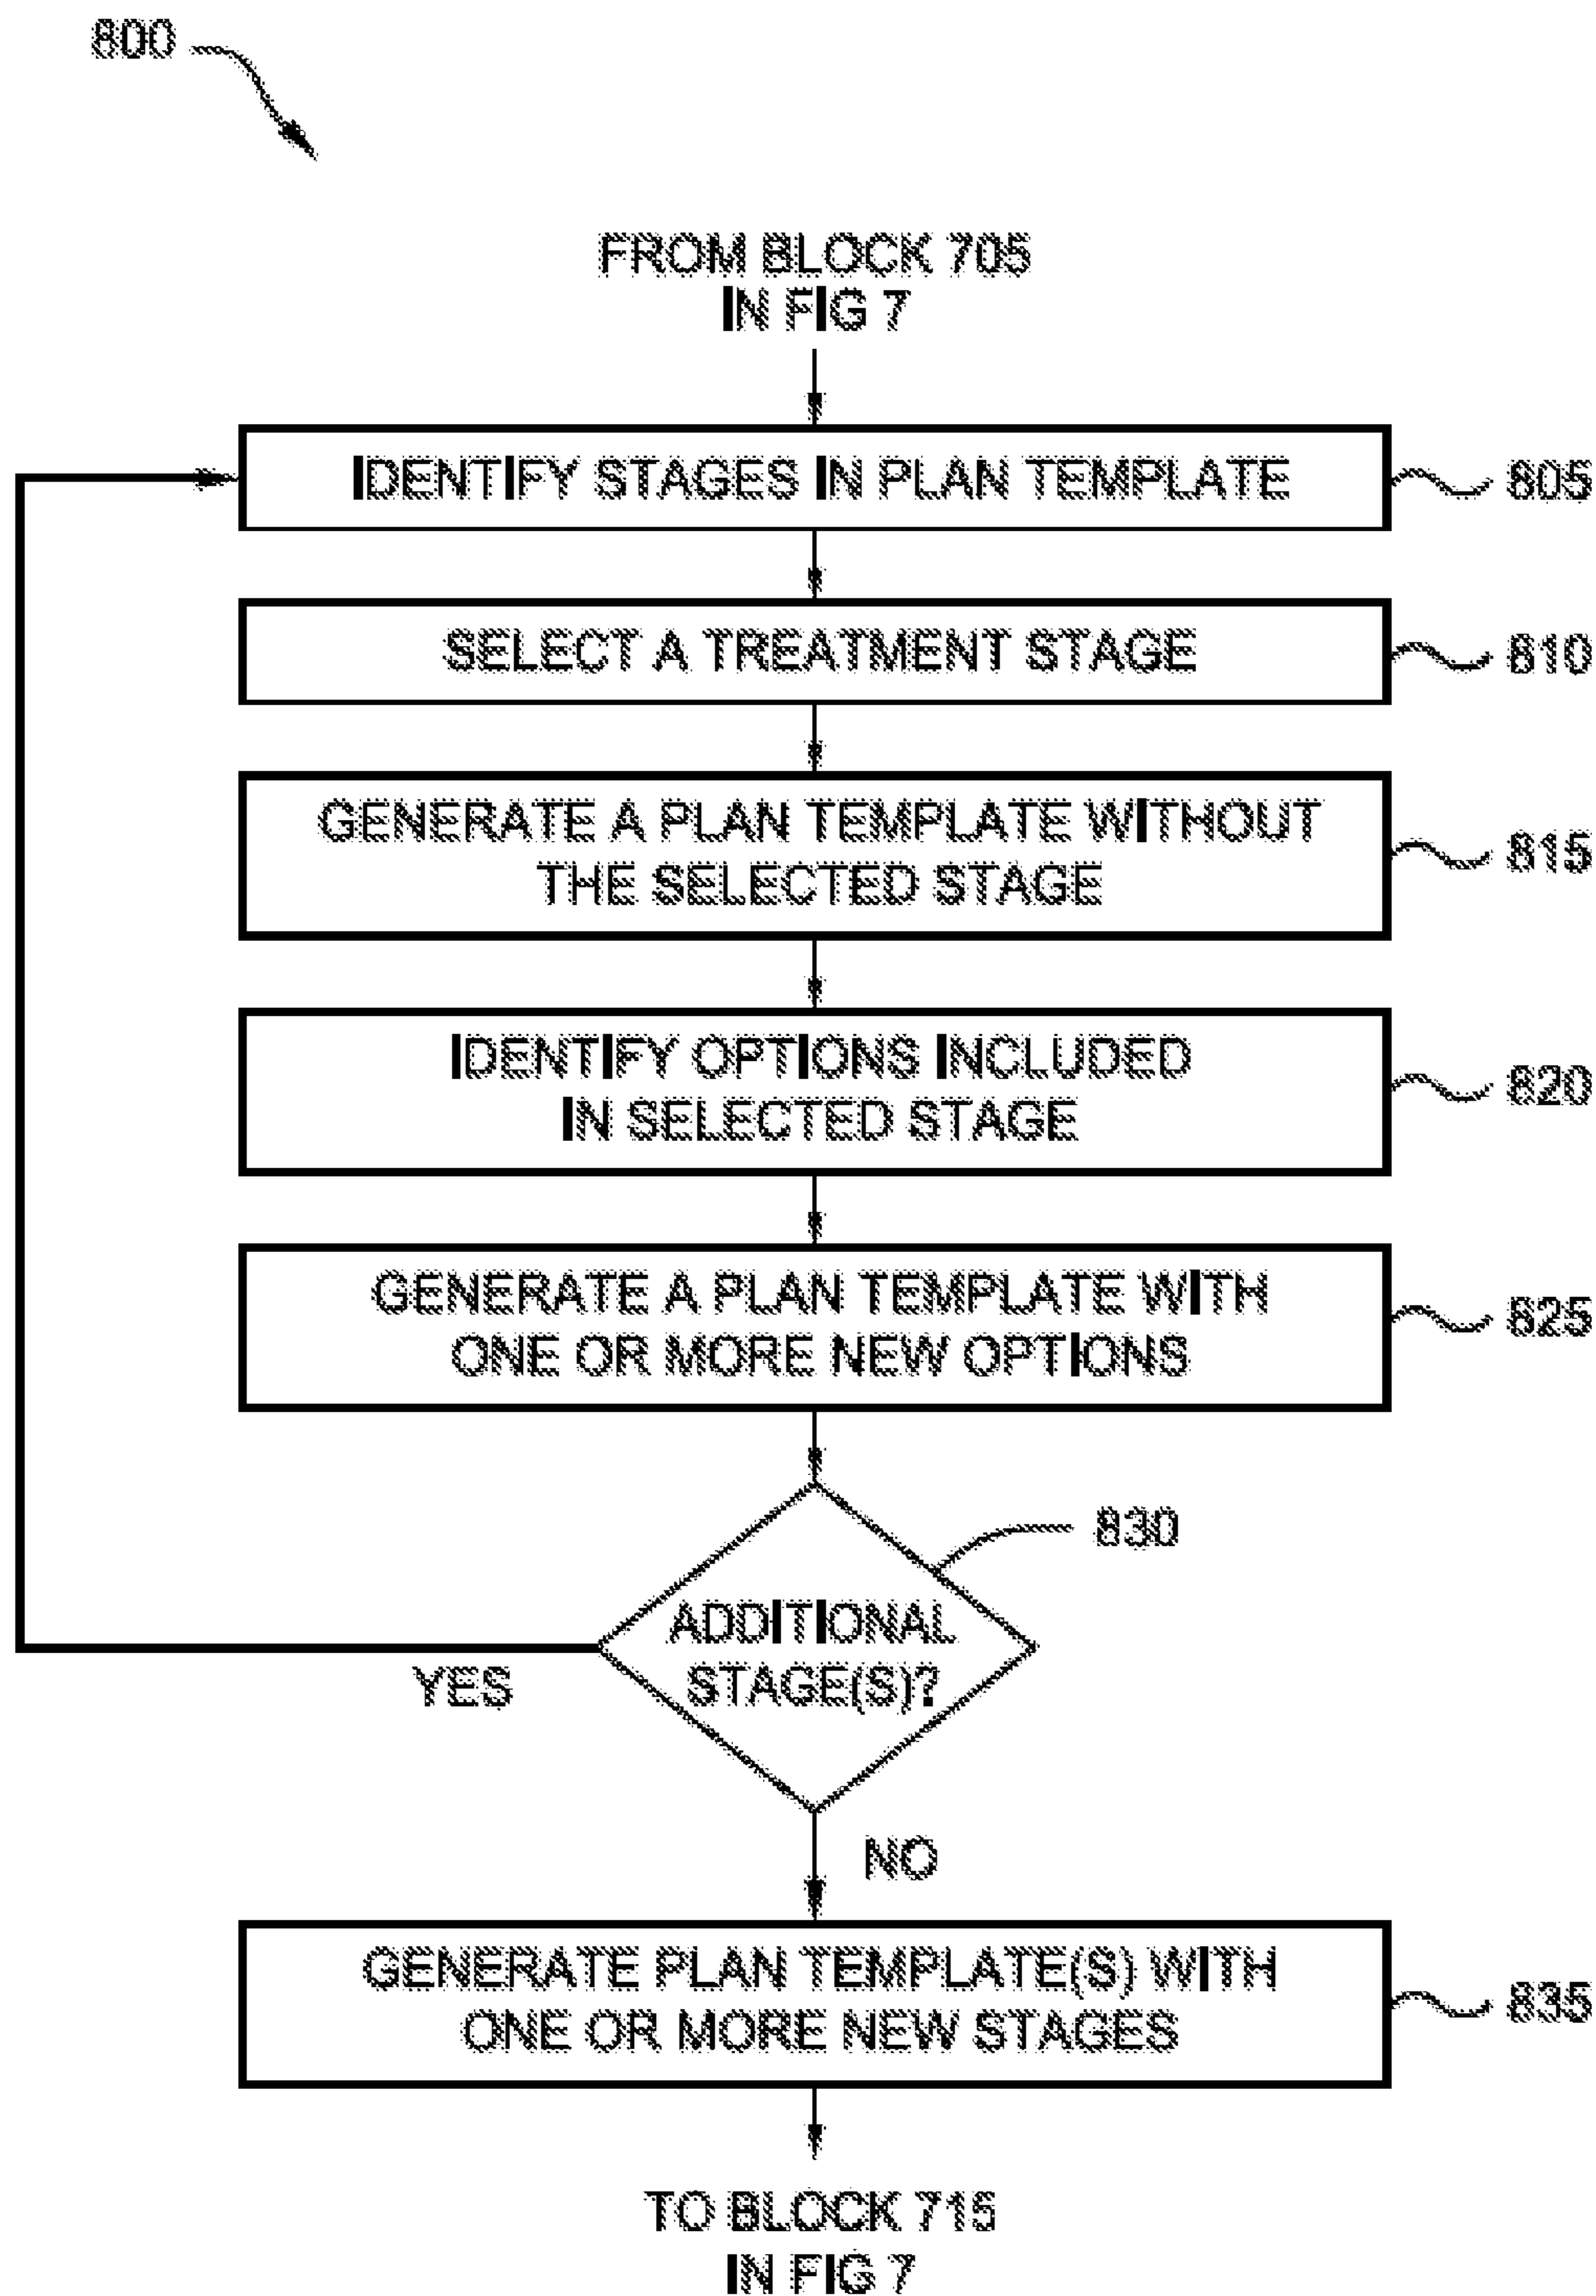 800
FROM BLOCK 705
IN FIG 7
IDENTIFY STAGES IN PLAN TEMPLATE
805
SELECT A TREATMENT STAGE
810
GENERATE A PLAN TEMPLATE WITHOUT
THE SELECTED STAGE
815
IDENTIFY OPTIONS INCLUDED
IN SELECTED STAGE
820
GENERATE A PLAN TEMPLATE WITH
ONE OR MORE NEW OPTIONS
825
830
ADDITIONAL
STAGE(S)?
YES
NO
GENERATE PLAN TEMPLATE(S) WITH
ONE OR MORE NEW STAGES
835
TO BLOCK 715
IN FIG 7